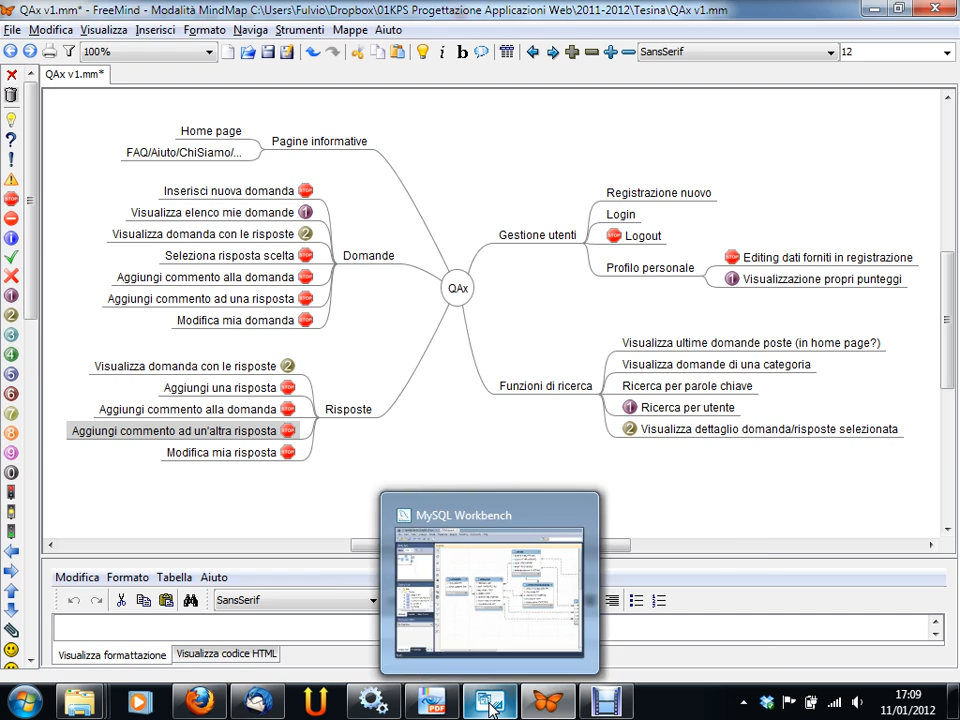 QAx v1.mm* - FreeMind - Modalità MindMap C:\Users\Fulvio\Dropbox\01KPS Progettazione Applicazioni Web\2011-2012\Tesina\QAx v1.mm
File Modifica Visualizza Inserisci Formato Naviga Strumenti Mappe Aiuto
100% SansSerif 12
QAx v1.mm*
Home page
Pagine informative
FAQ/Aiuto/ChiSiamo/...
Inserisci nuova domanda
Visualizza elenco mie domande
Visualizza domanda con le risposte
Seleziona risposta scelta
Domande
Aggiungi commento alla domanda
Aggiungi commento ad una risposta
Modifica mia domanda
Visualizza domanda con le risposte
Aggiungi una risposta
Aggiungi commento alla domanda
Risposte
Aggiungi commento ad un'altra risposta
Modifica mia risposta
QAx
Registrazione nuovo
Login
Gestione utenti
Logout
Profilo personale
Editing dati forniti in registrazione
Visualizzazione propri punteggi
Visualizza ultime domande poste (in home page?)
Visualizza domande di una categoria
Funzioni di ricerca
Ricerca per parole chiave
Ricerca per utente
Visualizza dettaglio domanda/risposte selezionata
MySQL Workbench
Modifica Formato Tabella Aiuto
SansSerif
Visualizza formattazione Visualizza codice HTML
17:09
11/01/2012